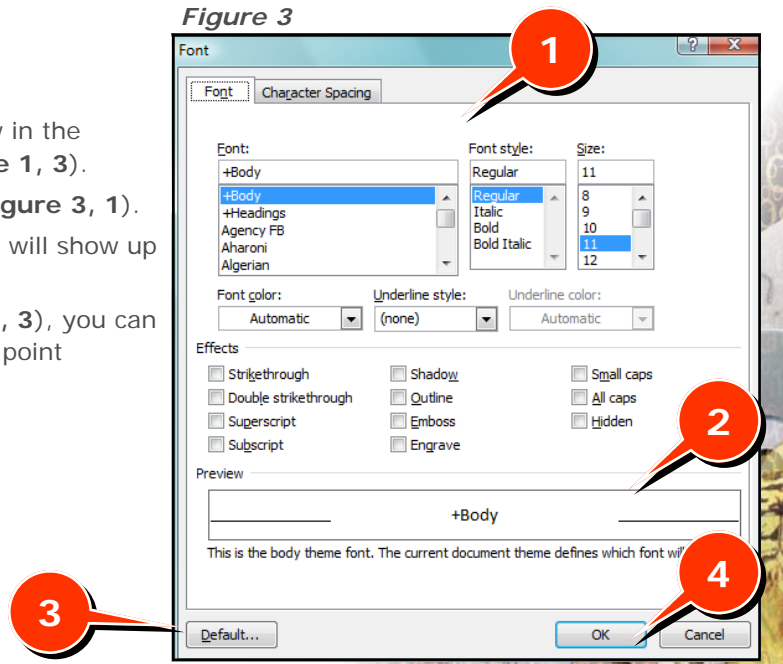 Figure 3
1
Font
? X
Font Character Spacing
w in the
e 1, 3).
gure 3, 1).
will show up
, 3), you can
point
Font: Font style: Size:
+Body Regular 11
+Body Regular 8
+Headings Italic 9
Agency FB Bold 10
Aharoni Bold Italic 11
Algerian 12
Font color: Underline style: Underline color:
Automatic (none) Automatic
Effects
Strikethrough Shadow Small caps
Double strikethrough Outline All caps
Superscript Emboss Hidden
Subscript Engrave
2
Preview
+Body
This is the body theme font. The current document theme defines which font wil
4
3
Default... OK Cancel